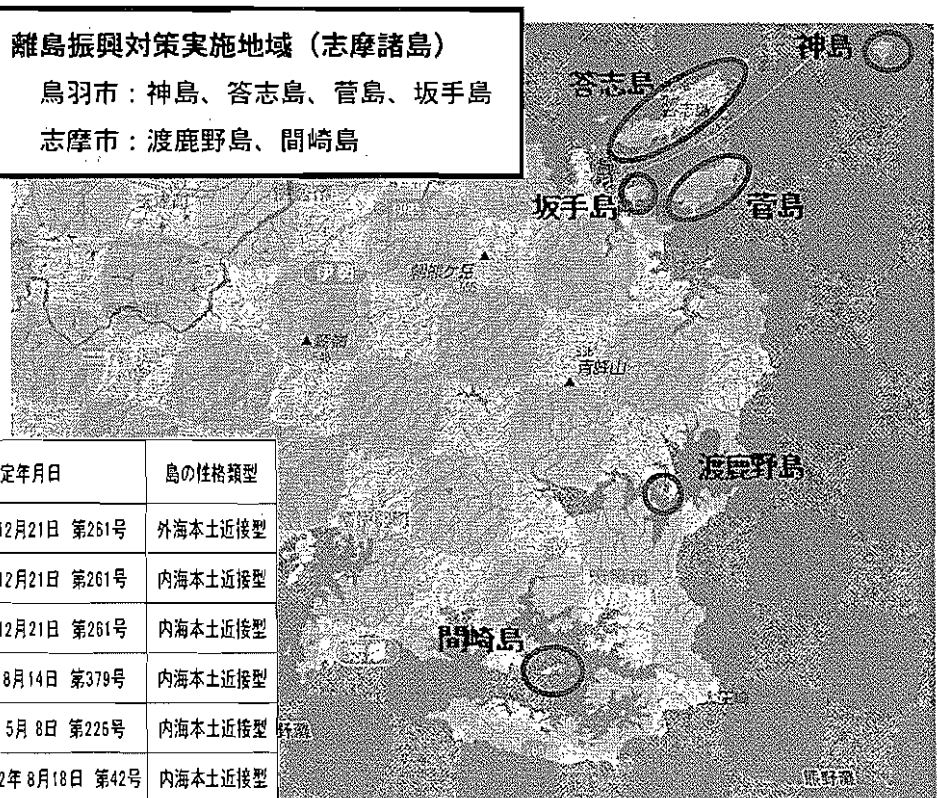 離島振興対策実施地域（志摩諸島）
鳥羽市：神島、答志島、菅島、坂手島
志摩市：渡鹿野島、間崎島
神島
答志島
坂手島
菅島
渡鹿野島
間崎島
定年月日 島の性格類型
12月21日 第261号 外海本土近接型
12月21日 第261号 内海本土近接型
12月21日 第261号 内海本土近接型
8月14日 第379号 内海本土近接型
5月 8日 第226号 内海本土近接型
2年 8月18日 第42号 内海本土近接型
野灘
熊野灘